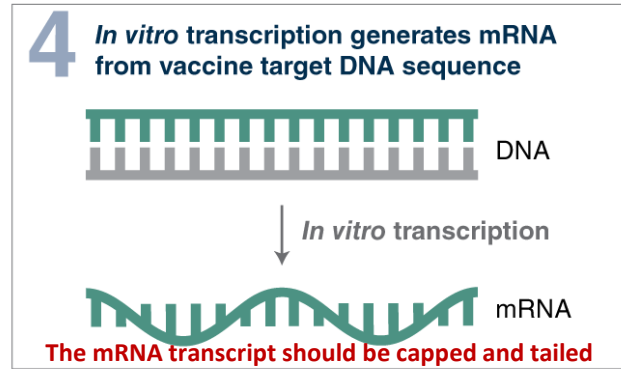 4
In vitro transcription generates mRNA
from vaccine target DNA sequence
DNA
In vitro transcription
mRNA
The mRNA transcript should be capped and tailed